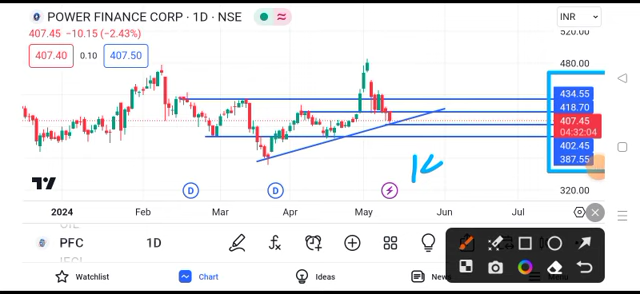 POWER FINANCE CORP · 1D · NSE
INR
407.45 −10.15 (−2.43%)
407.40 0.10 407.50
520.00
480.00
434.55
418.70
407.45
04:32:04
402.45
387.55
320.00
D D
2024 Feb Mar Apr May Jun Jul
PFC 1D
Watchlist Chart Ideas News